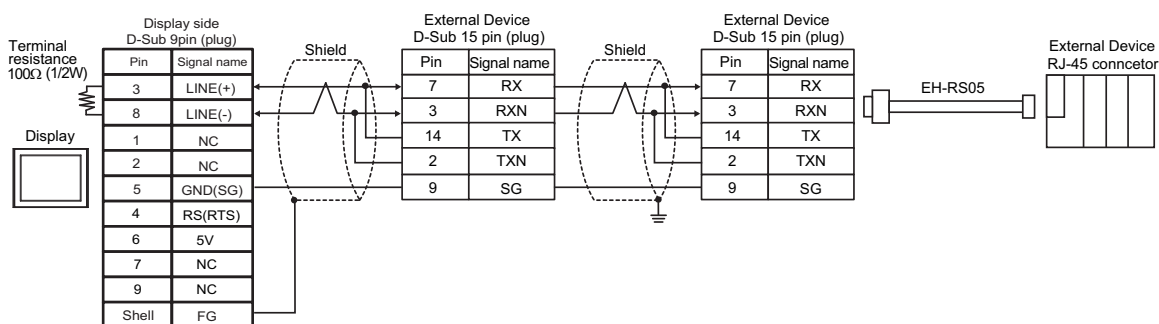 Terminal
resistance
100Ω (1/2W)
Display
Display side
D-Sub 9pin (plug)
Pin Signal name
3 LINE(+)
8 LINE(-)
1 NC
2 NC
5 GND(SG)
4 RS(RTS)
6 5V
7 NC
9 NC
Shell FG
Shield
External Device
D-Sub 15 pin (plug)
Pin Signal name
7 RX
3 RXN
14 TX
2 TXN
9 SG
Shield
External Device
D-Sub 15 pin (plug)
Pin Signal name
7 RX
3 RXN
14 TX
2 TXN
9 SG
EH-RS05
External Device
RJ-45 conncetor